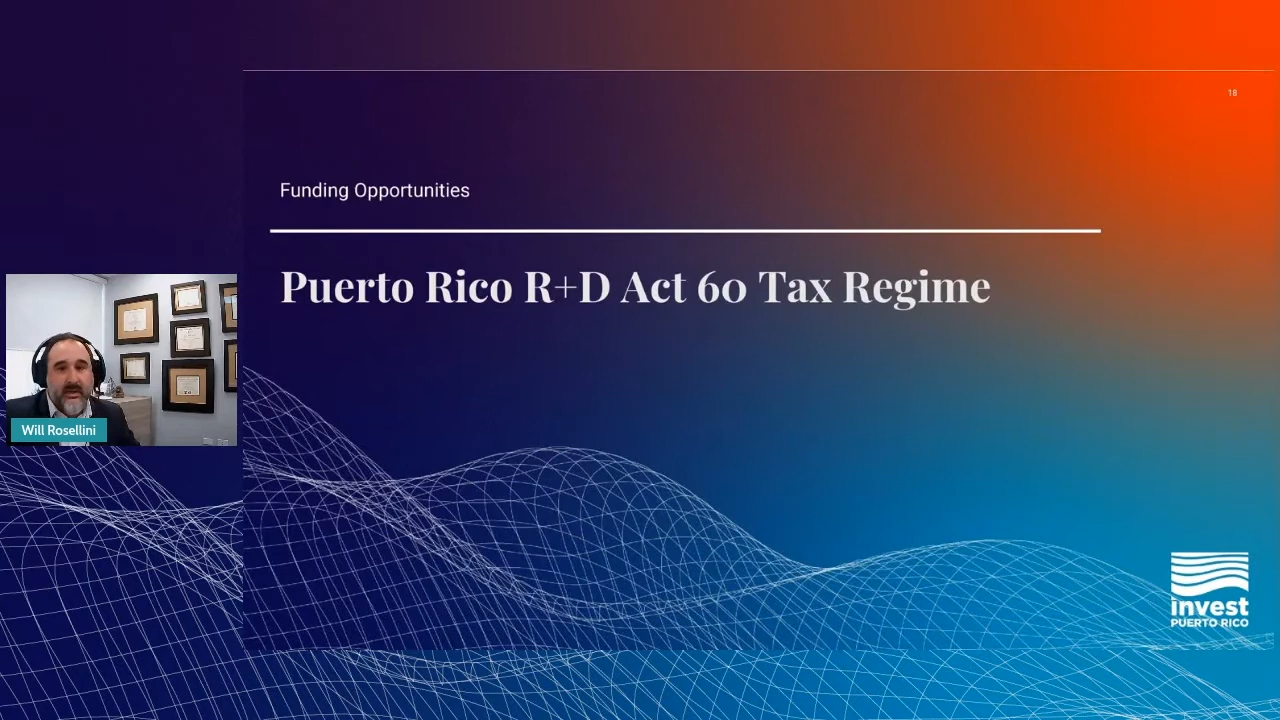 18
Funding Opportunities
Puerto Rico R+D Act 60 Tax Regime
Will Rosellini
invest
PUERTO RICO